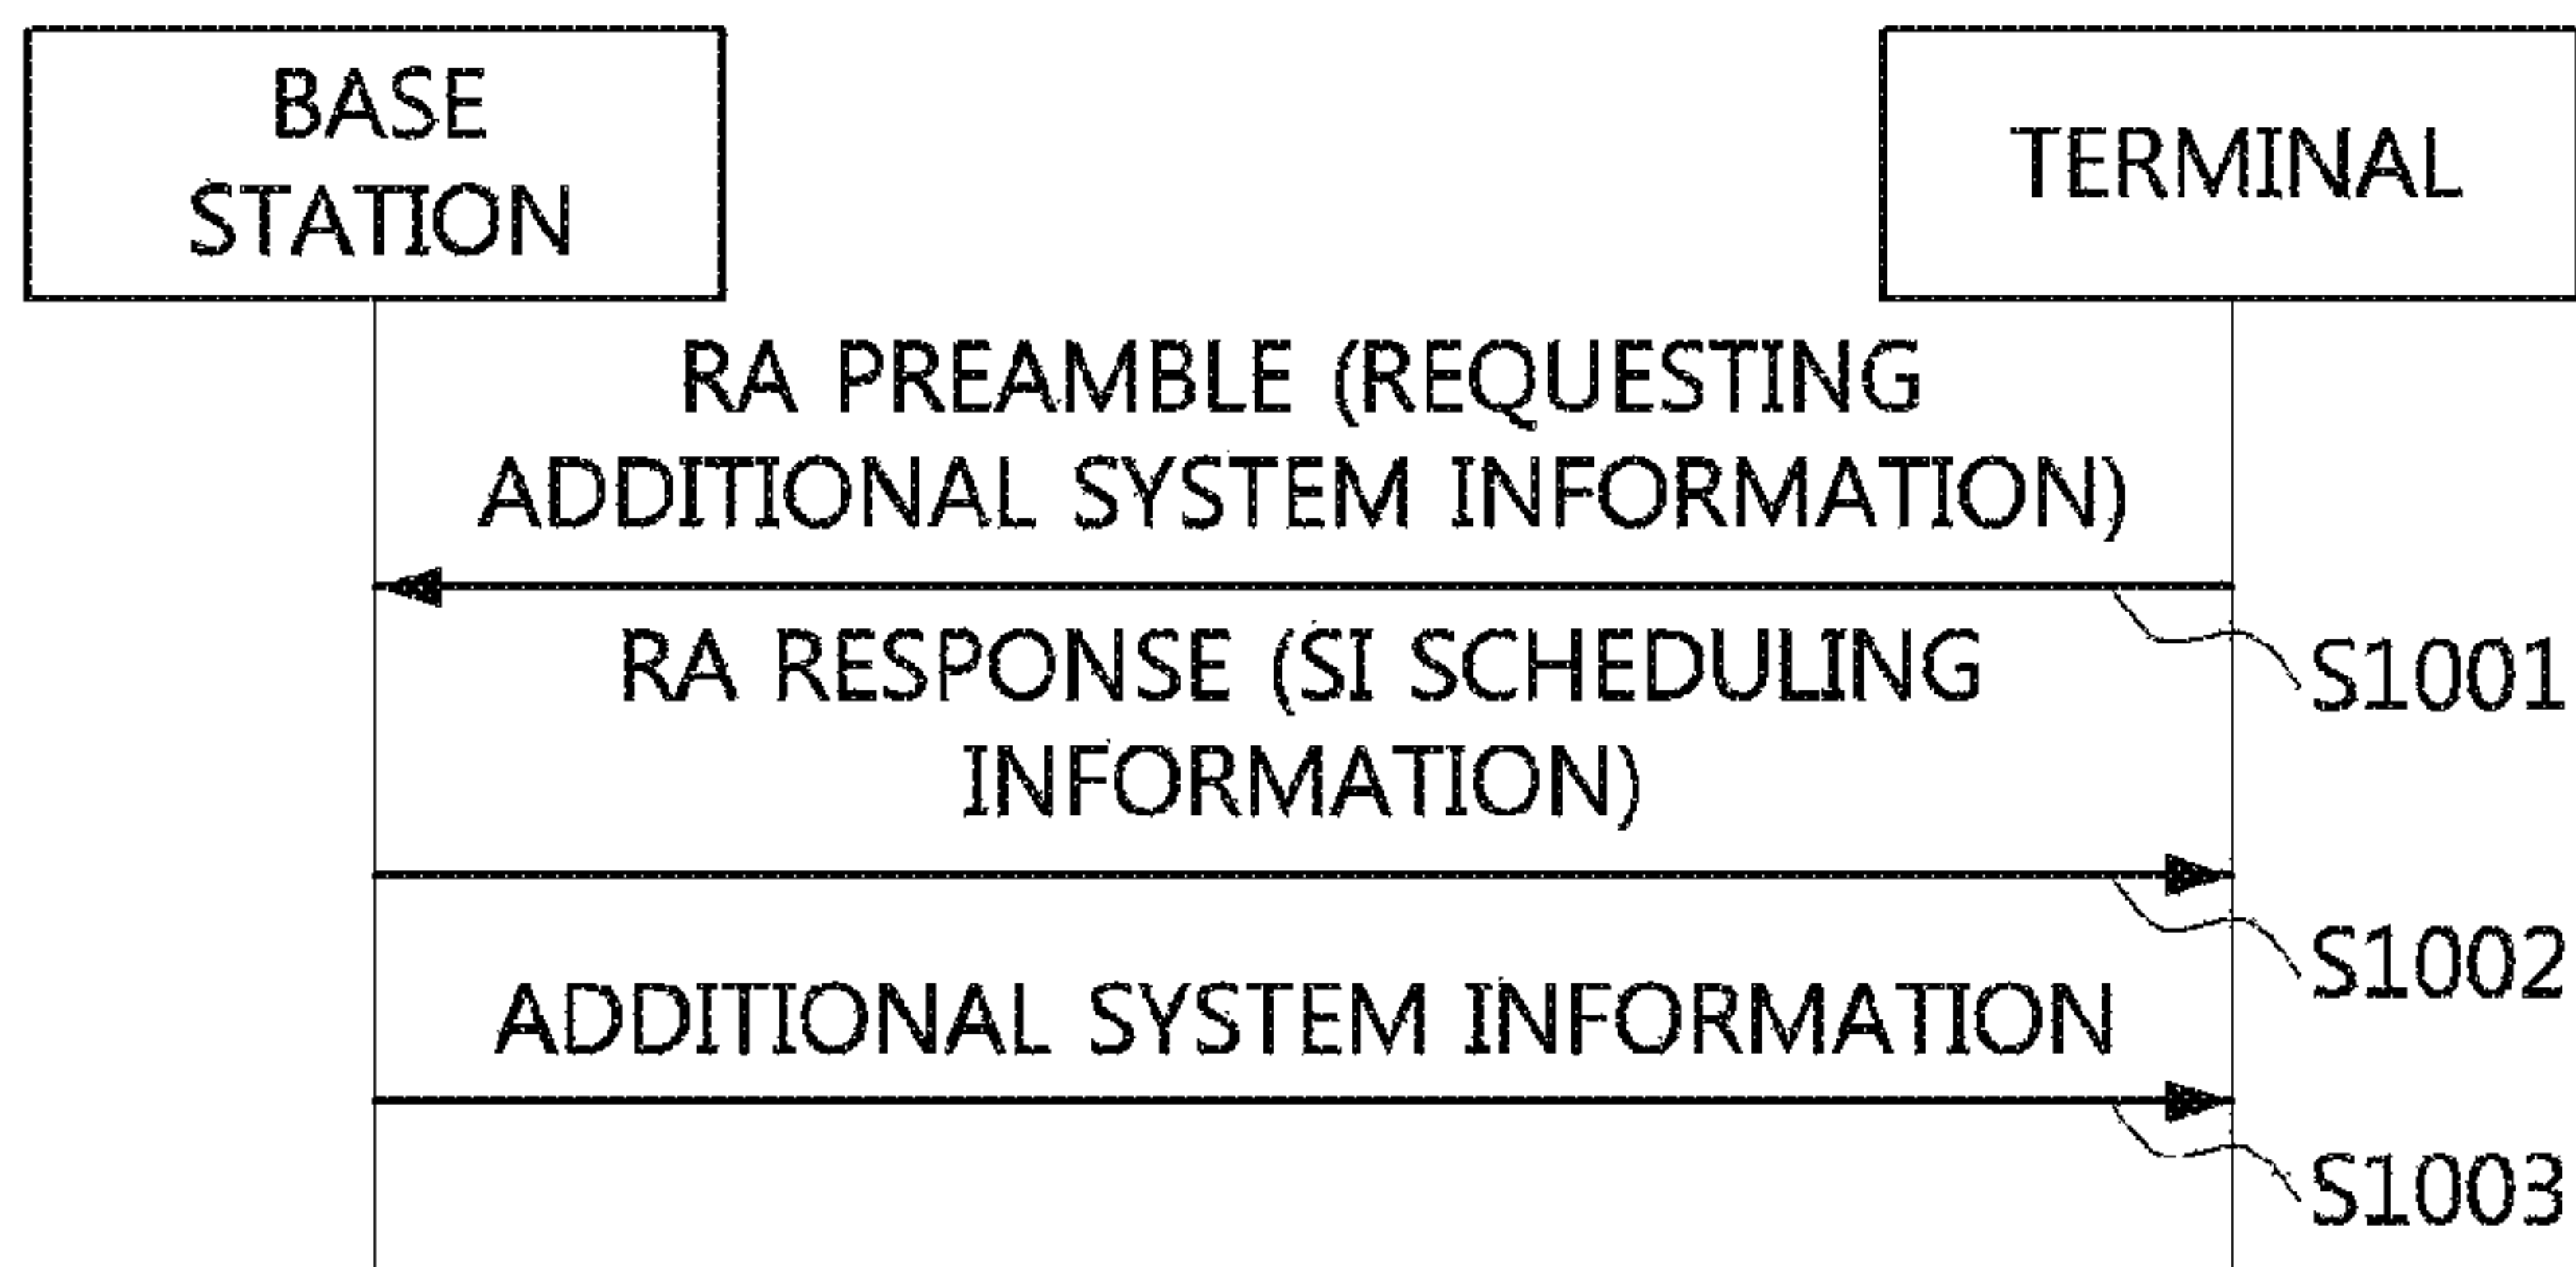 BASE
STATION
TERMINAL
RA PREAMBLE (REQUESTING
ADDITIONAL SYSTEM INFORMATION)
S1001
RA RESPONSE (SI SCHEDULING
INFORMATION)
S1002
ADDITIONAL SYSTEM INFORMATION
S1003